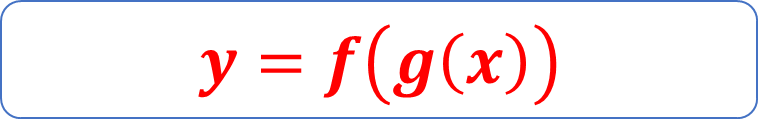 y = f(g(x))